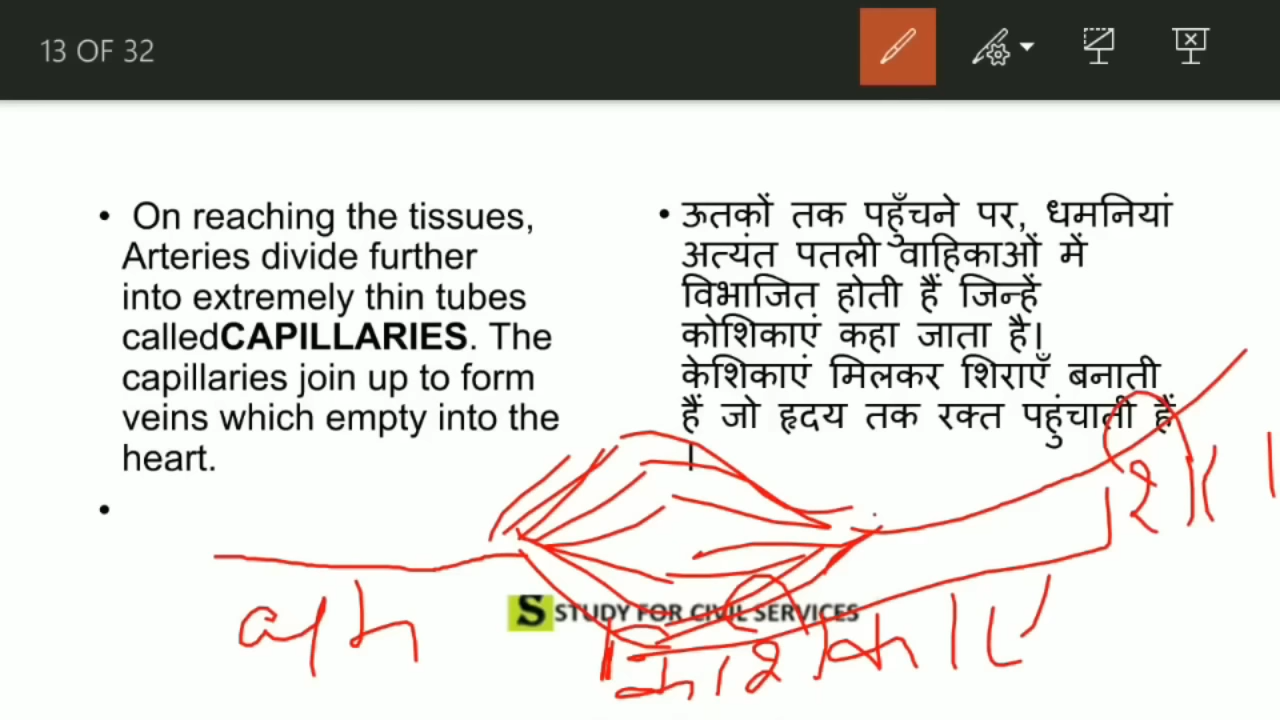 13 OF 32
• On reaching the tissues,
Arteries divide further
into extremely thin tubes
calledCAPILLARIES. The
capillaries join up to form
veins which empty into the
heart.
•
• ऊतकों तक पहुँचने पर, धमनियां
अत्यंत पतली वाहिकाओं में
विभाजित होती हैं जिन्हें
कोशिकाएं कहा जाता है।
केशिकाएं मिलकर शिराएँ बनाती
हैं जो हृदय तक रक्त पहुंचाती हैं
।
S STUDY FOR CIVIL SERVICES